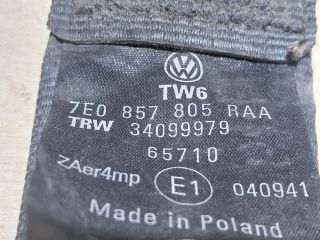 TW6
7E0 857 805 RAA
TRW 34099979
65710
ZAer4mp E1 040941
Made in Poland